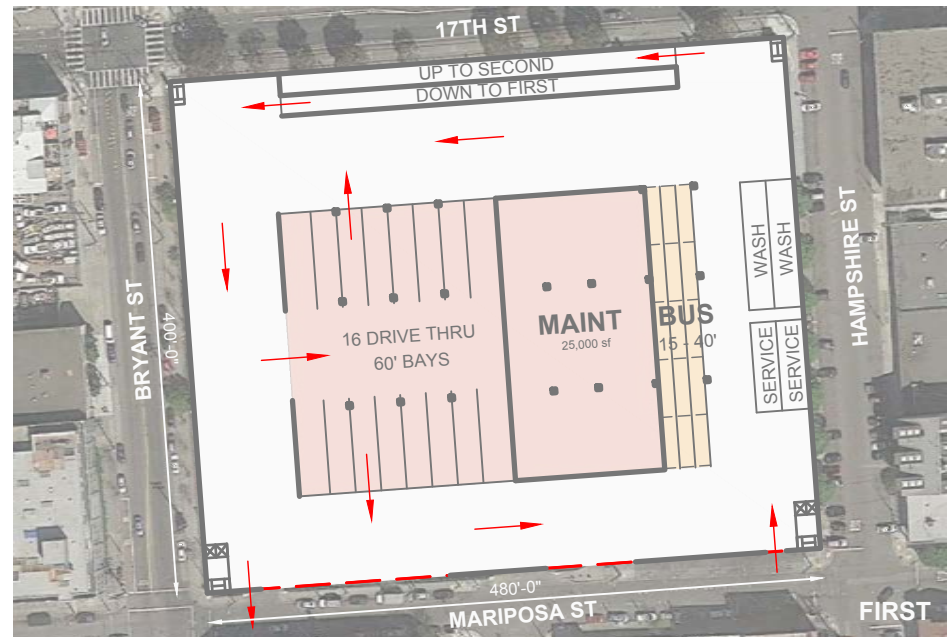 17TH ST
UP TO SECOND
DOWN TO FIRST
WASH
WASH
HAMPSHIRE ST
BRYANT ST
400'-0"
16 DRIVE THRU
60' BAYS
MAINT
25,000 sf
BUS
15 - 40'
SERVICE
SERVICE
480'-0"
MARIPOSA ST
FIRST